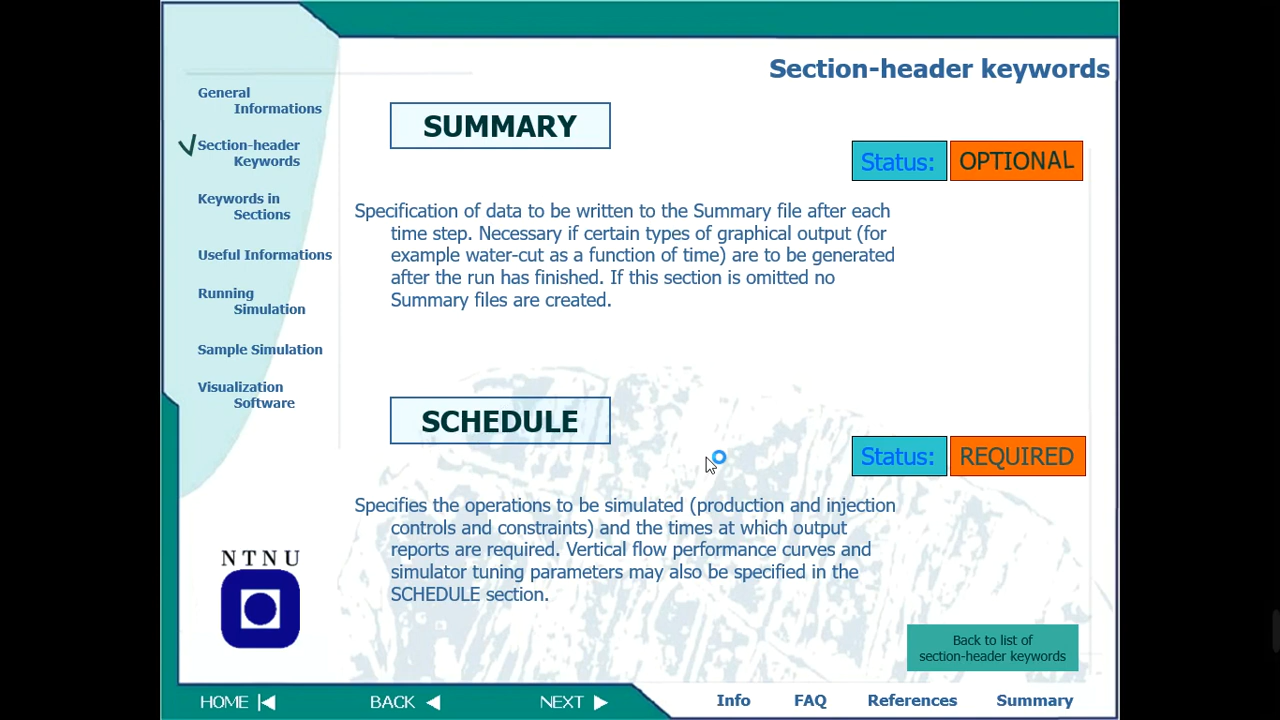 Section-header keywords
General
Informations
Section-header
Keywords
Keywords in
Sections
Useful Informations
Running
Simulation
Sample Simulation
Visualization
Software
NTNU
SUMMARY
Status: OPTIONAL
Specification of data to be written to the Summary file after each
time step. Necessary if certain types of graphical output (for
example water-cut as a function of time) are to be generated
after the run has finished. If this section is omitted no
Summary files are created.
SCHEDULE
Status: REQUIRED
Specifies the operations to be simulated (production and injection
controls and constraints) and the times at which output
reports are required. Vertical flow performance curves and
simulator tuning parameters may also be specified in the
SCHEDULE section.
Back to list of
section-header keywords
HOME BACK NEXT Info FAQ References Summary